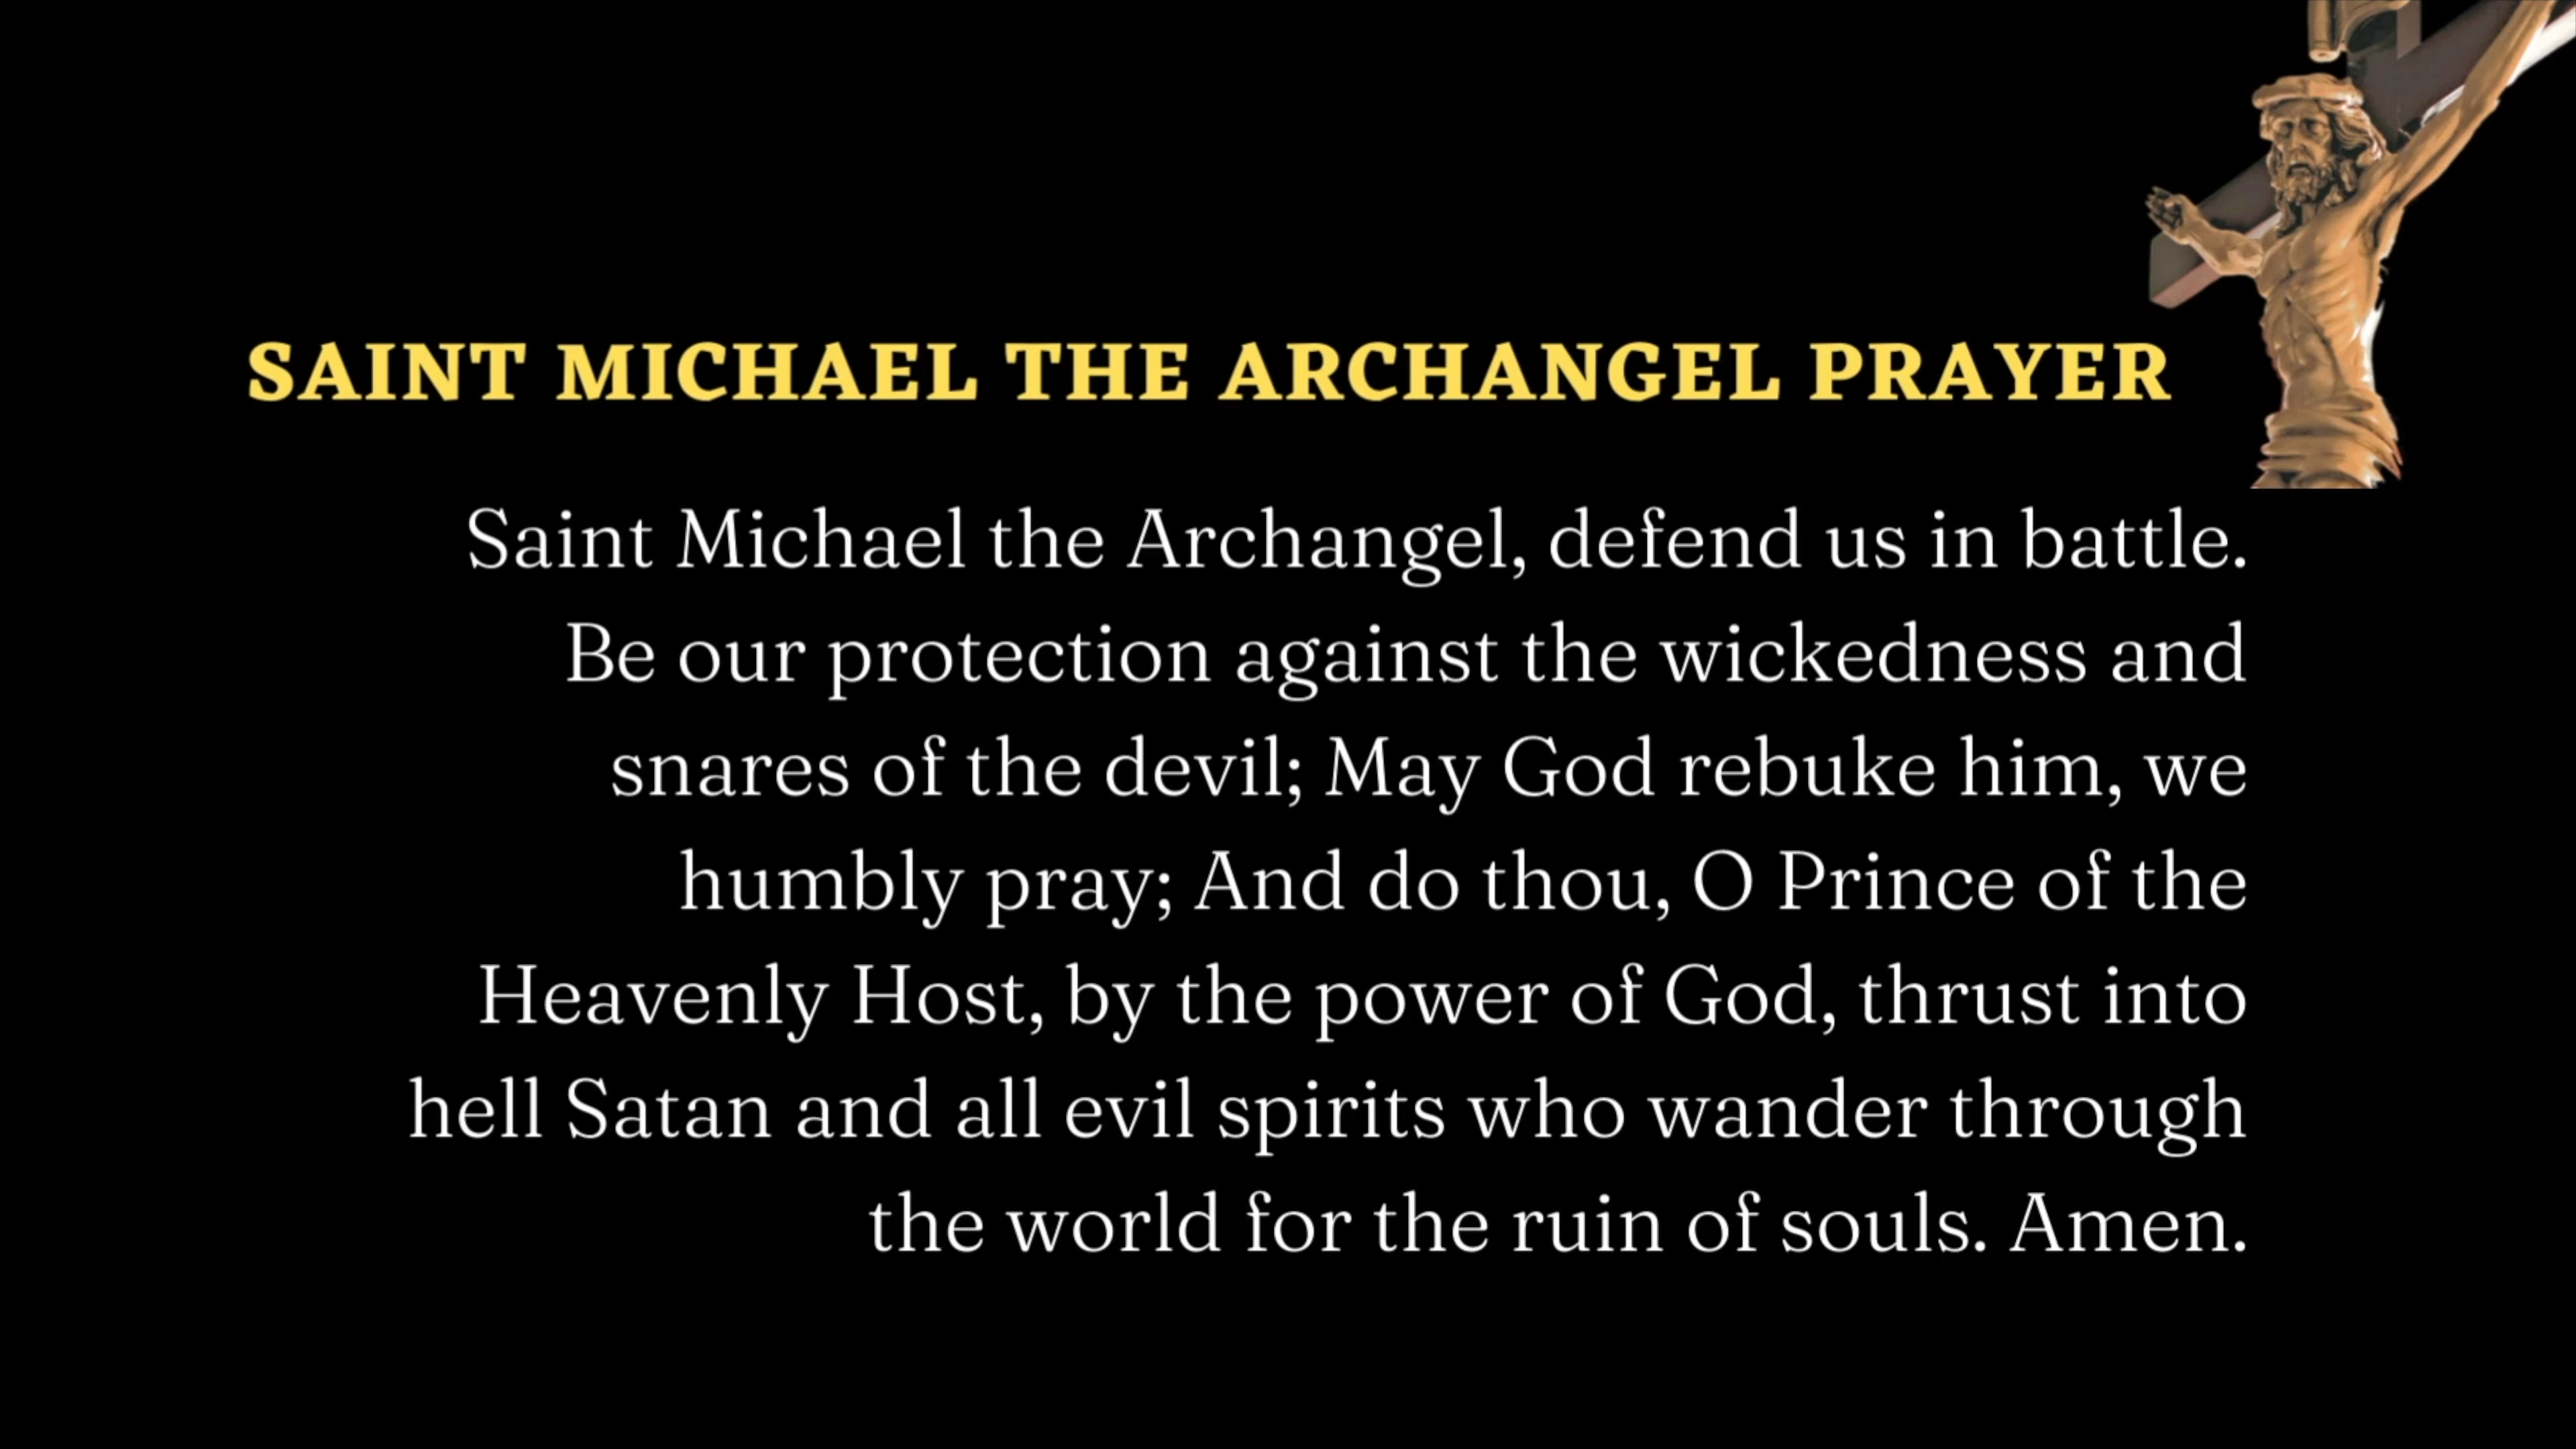 SAINT MICHAEL THE ARCHANGEL PRAYER
Saint Michael the Archangel, defend us in battle.
Be our protection against the wickedness and
snares of the devil; May God rebuke him, we
humbly pray; And do thou, O Prince of the
Heavenly Host, by the power of God, thrust into
hell Satan and all evil spirits who wander through
the world for the ruin of souls. Amen.